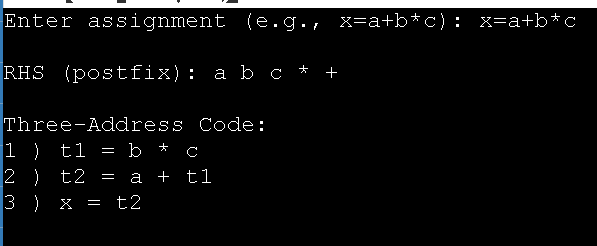 Enter assignment (e.g., x=a+b*c): x=a+b*c
RHS (postfix): a b c * +
Three-Address Code:
1 ) t1 = b * c
2 ) t2 = a + t1
3 ) x = t2